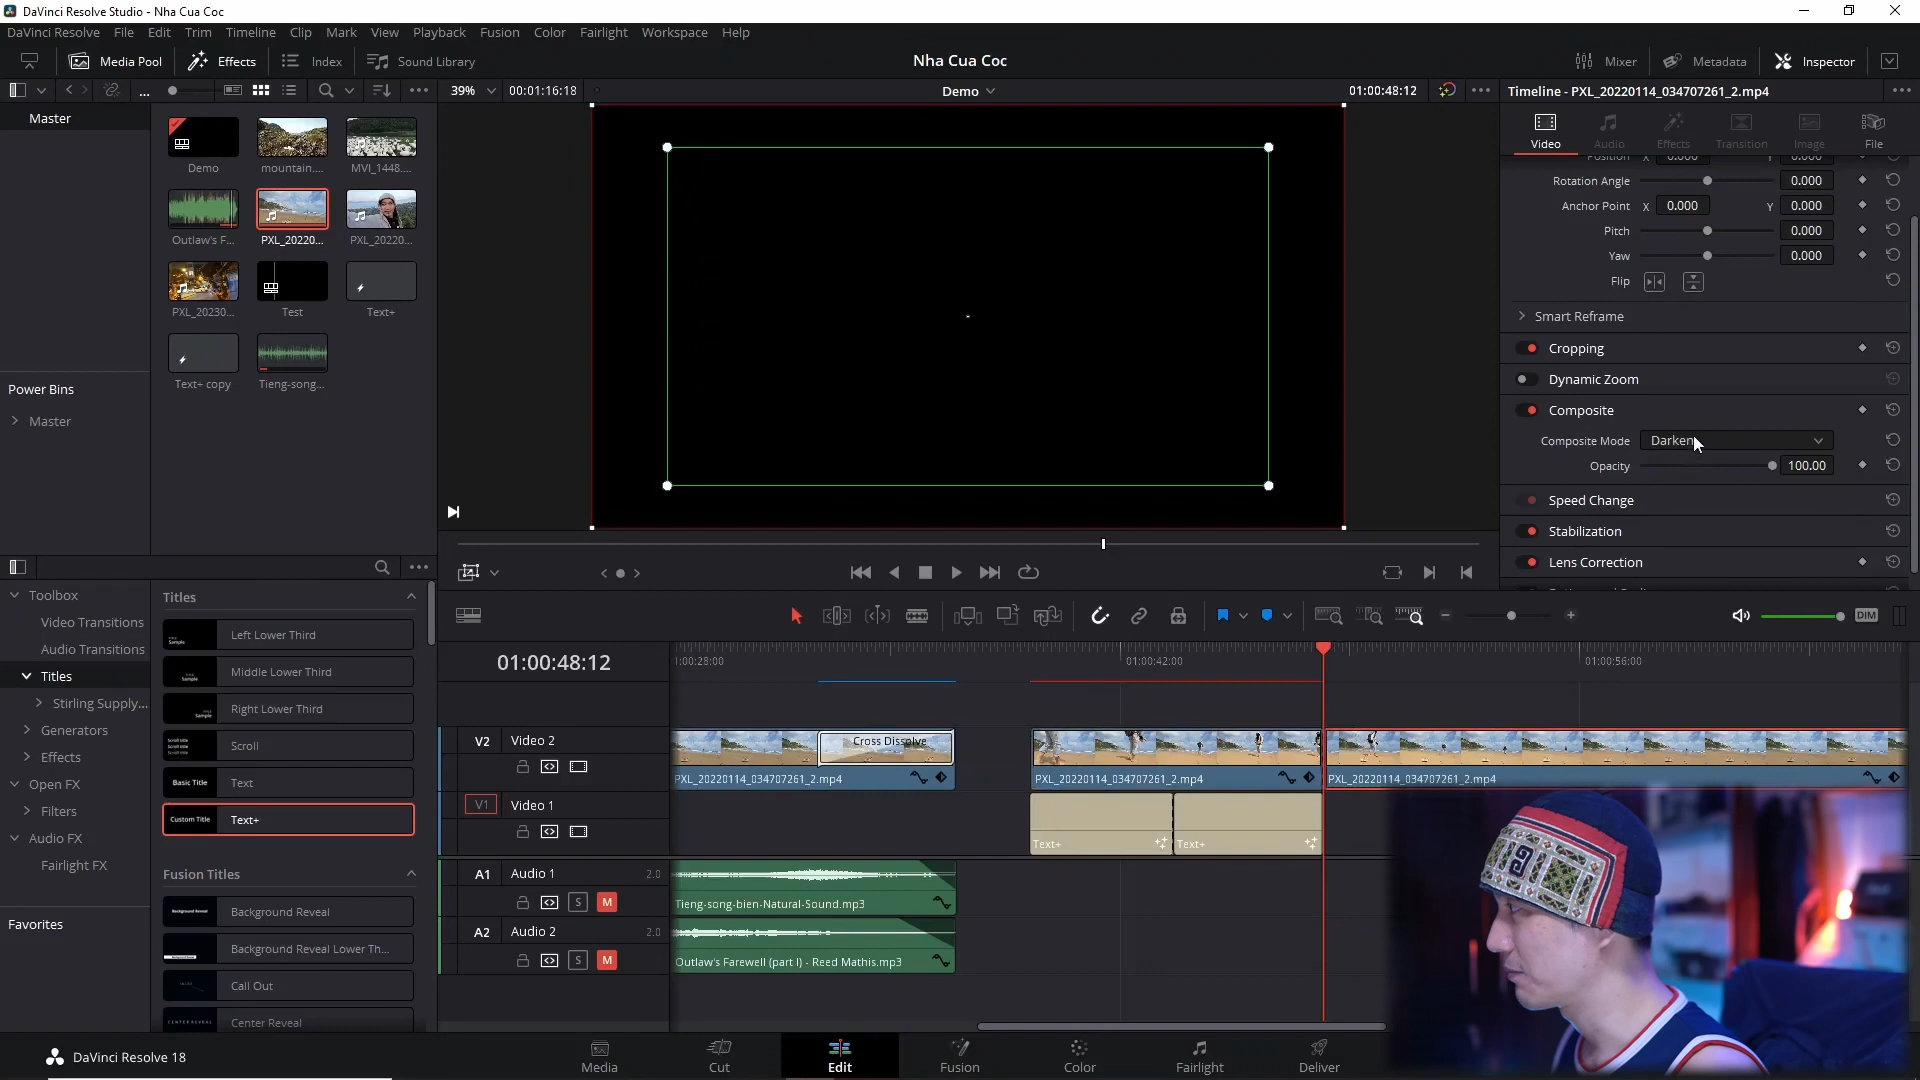 DaVinci Resolve Studio - Nha Cua Coc
DaVinci Resolve File Edit Trim Timeline Clip Mark View Playback Fusion Color Fairlight Workspace Help
Media Pool Effects Index Sound Library Nha Cua Coc Mixer Metadata Inspector
39% 00:01:16:18 Demo 01:00:48:12 Timeline - PXL_20220114_034707261_2.mp4
Master
Demo mountain.... MVI_1448....
Outlaw's F... PXL_20220... PXL_20220...
PXL_20230... Test Text+
Text+ copy Tieng-song...
Power Bins
Master
Video Audio Effects Transition Image File
Position X 0.000 Y 0.000
Rotation Angle 0.000
Anchor Point X 0.000 Y 0.000
Pitch 0.000
Yaw 0.000
Flip
Smart Reframe
Cropping
Dynamic Zoom
Composite
Composite Mode Darken
Opacity 100.00
Speed Change
Stabilization
Lens Correction
Toolbox
Video Transitions
Audio Transitions
Titles
Stirling Supply...
Generators
Effects
Open FX
Filters
Audio FX
Fairlight FX
Favorites
Titles
Left Lower Third
Middle Lower Third
Right Lower Third
Scroll
Basic Title Text
Custom Title Text+
Fusion Titles
Background Reveal
Background Reveal Lower Th...
Call Out
Center Reveal
DIM
01:00:48:12 1:00:28:00 01:00:42:00 01:00:56:00
V2 Video 2 Cross Dissolve
PXL_20220114_034707261_2.mp4 PXL_20220114_034707261_2.mp4 PXL_20220114_034707261_2.mp4
V1 Video 1
Text+ Text+
A1 Audio 1 2.0
S M Tieng-song-bien-Natural-Sound.mp3
A2 Audio 2 2.0
S M Outlaw's Farewell (part I) - Reed Mathis.mp3
DaVinci Resolve 18 Media Cut Edit Fusion Color Fairlight Deliver